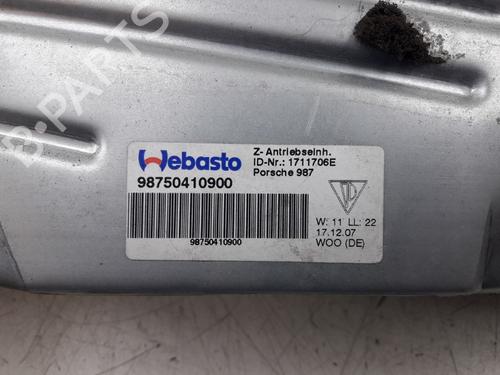 B-PARTS
Webasto
98750410900
98750410900
Z-Antriebseinh.
ID-Nr.: 1711706E
Porsche 987
W: 11 LL: 22
17.12.07
WOO (DE)